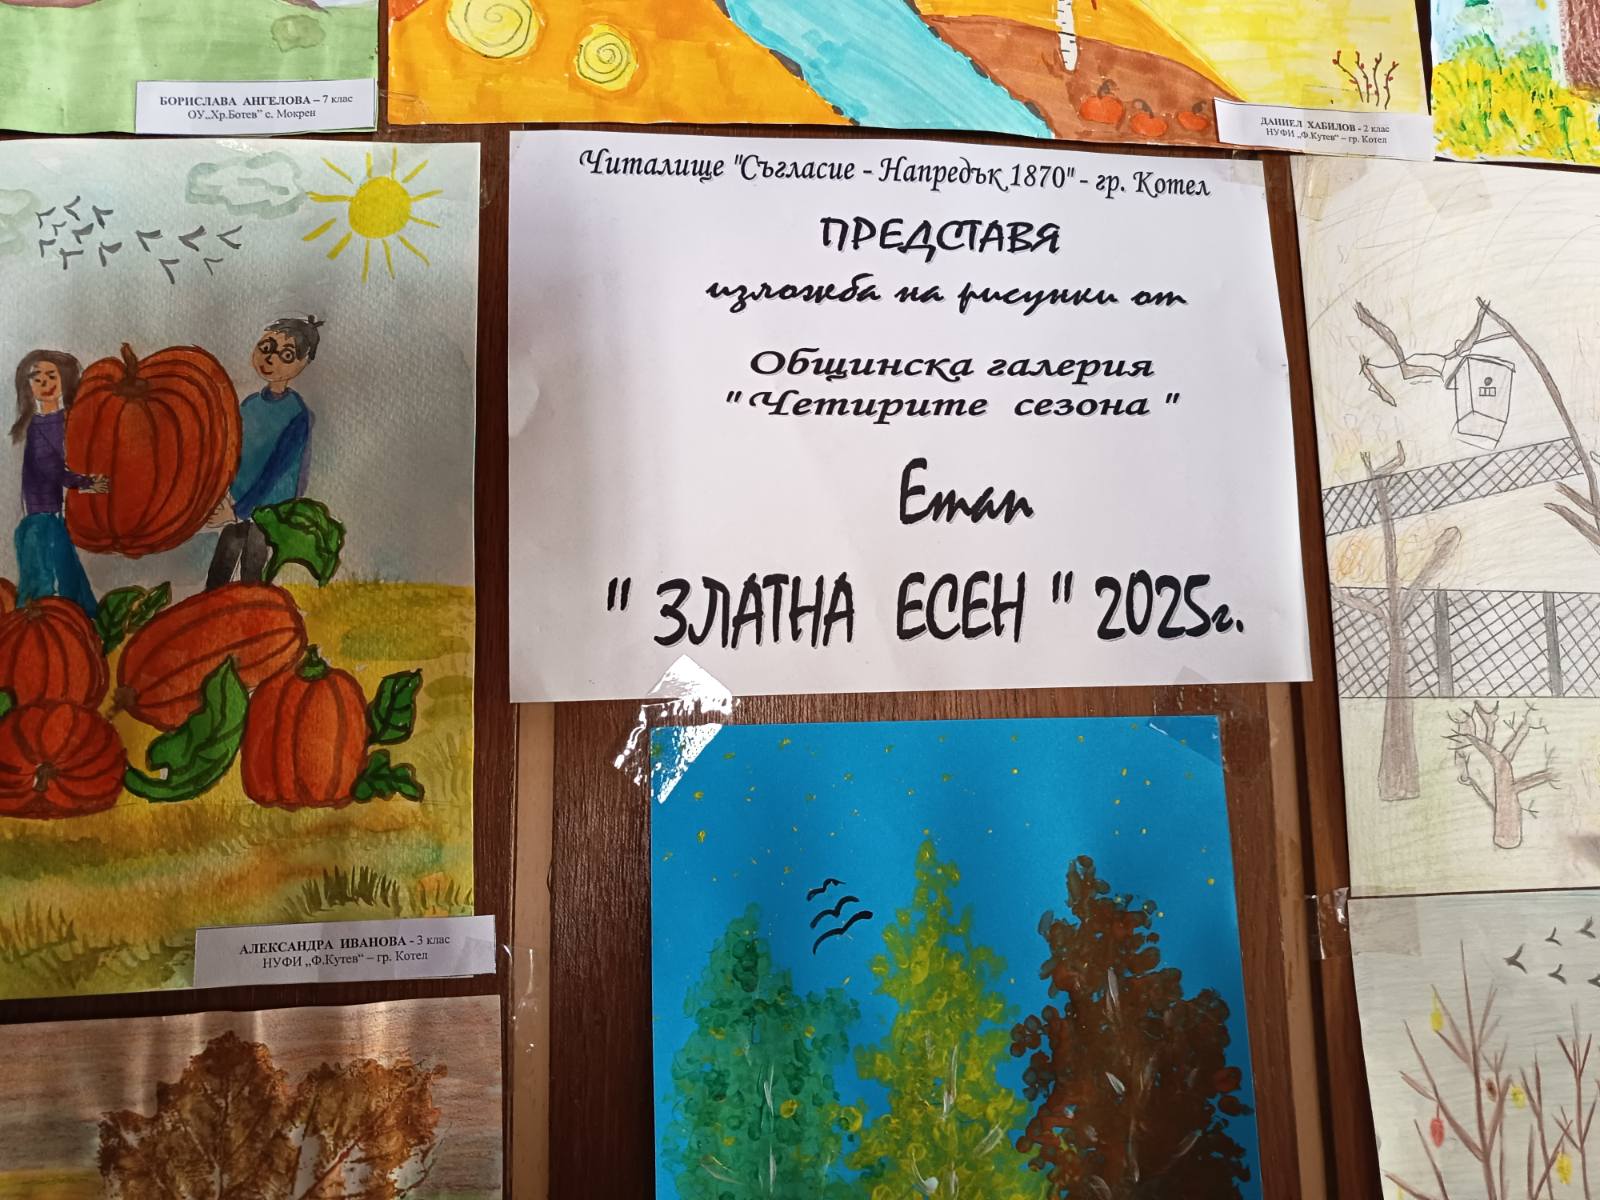 БОРИСЛАВА АНГЕЛОВА – 7 клас
ОУ„Хр.Ботев" с. Мокрен
ДАНИЕЛ ХАБИЛОВ - 2 клас
НУФИ „Ф.Кутев" – гр. Котел
Читалище "Съгласие - Напредък 1870" - гр. Котел
ПРЕДСТАВЯ
изложба на рисунки от
Общинска галерия
"Четирите сезона"
Етап
"ЗЛАТНА ЕСЕН" 2025г.
АЛЕКСАНДРА ИВАНОВА - 3 клас
НУФИ „Ф.Кутев" – гр. Котел